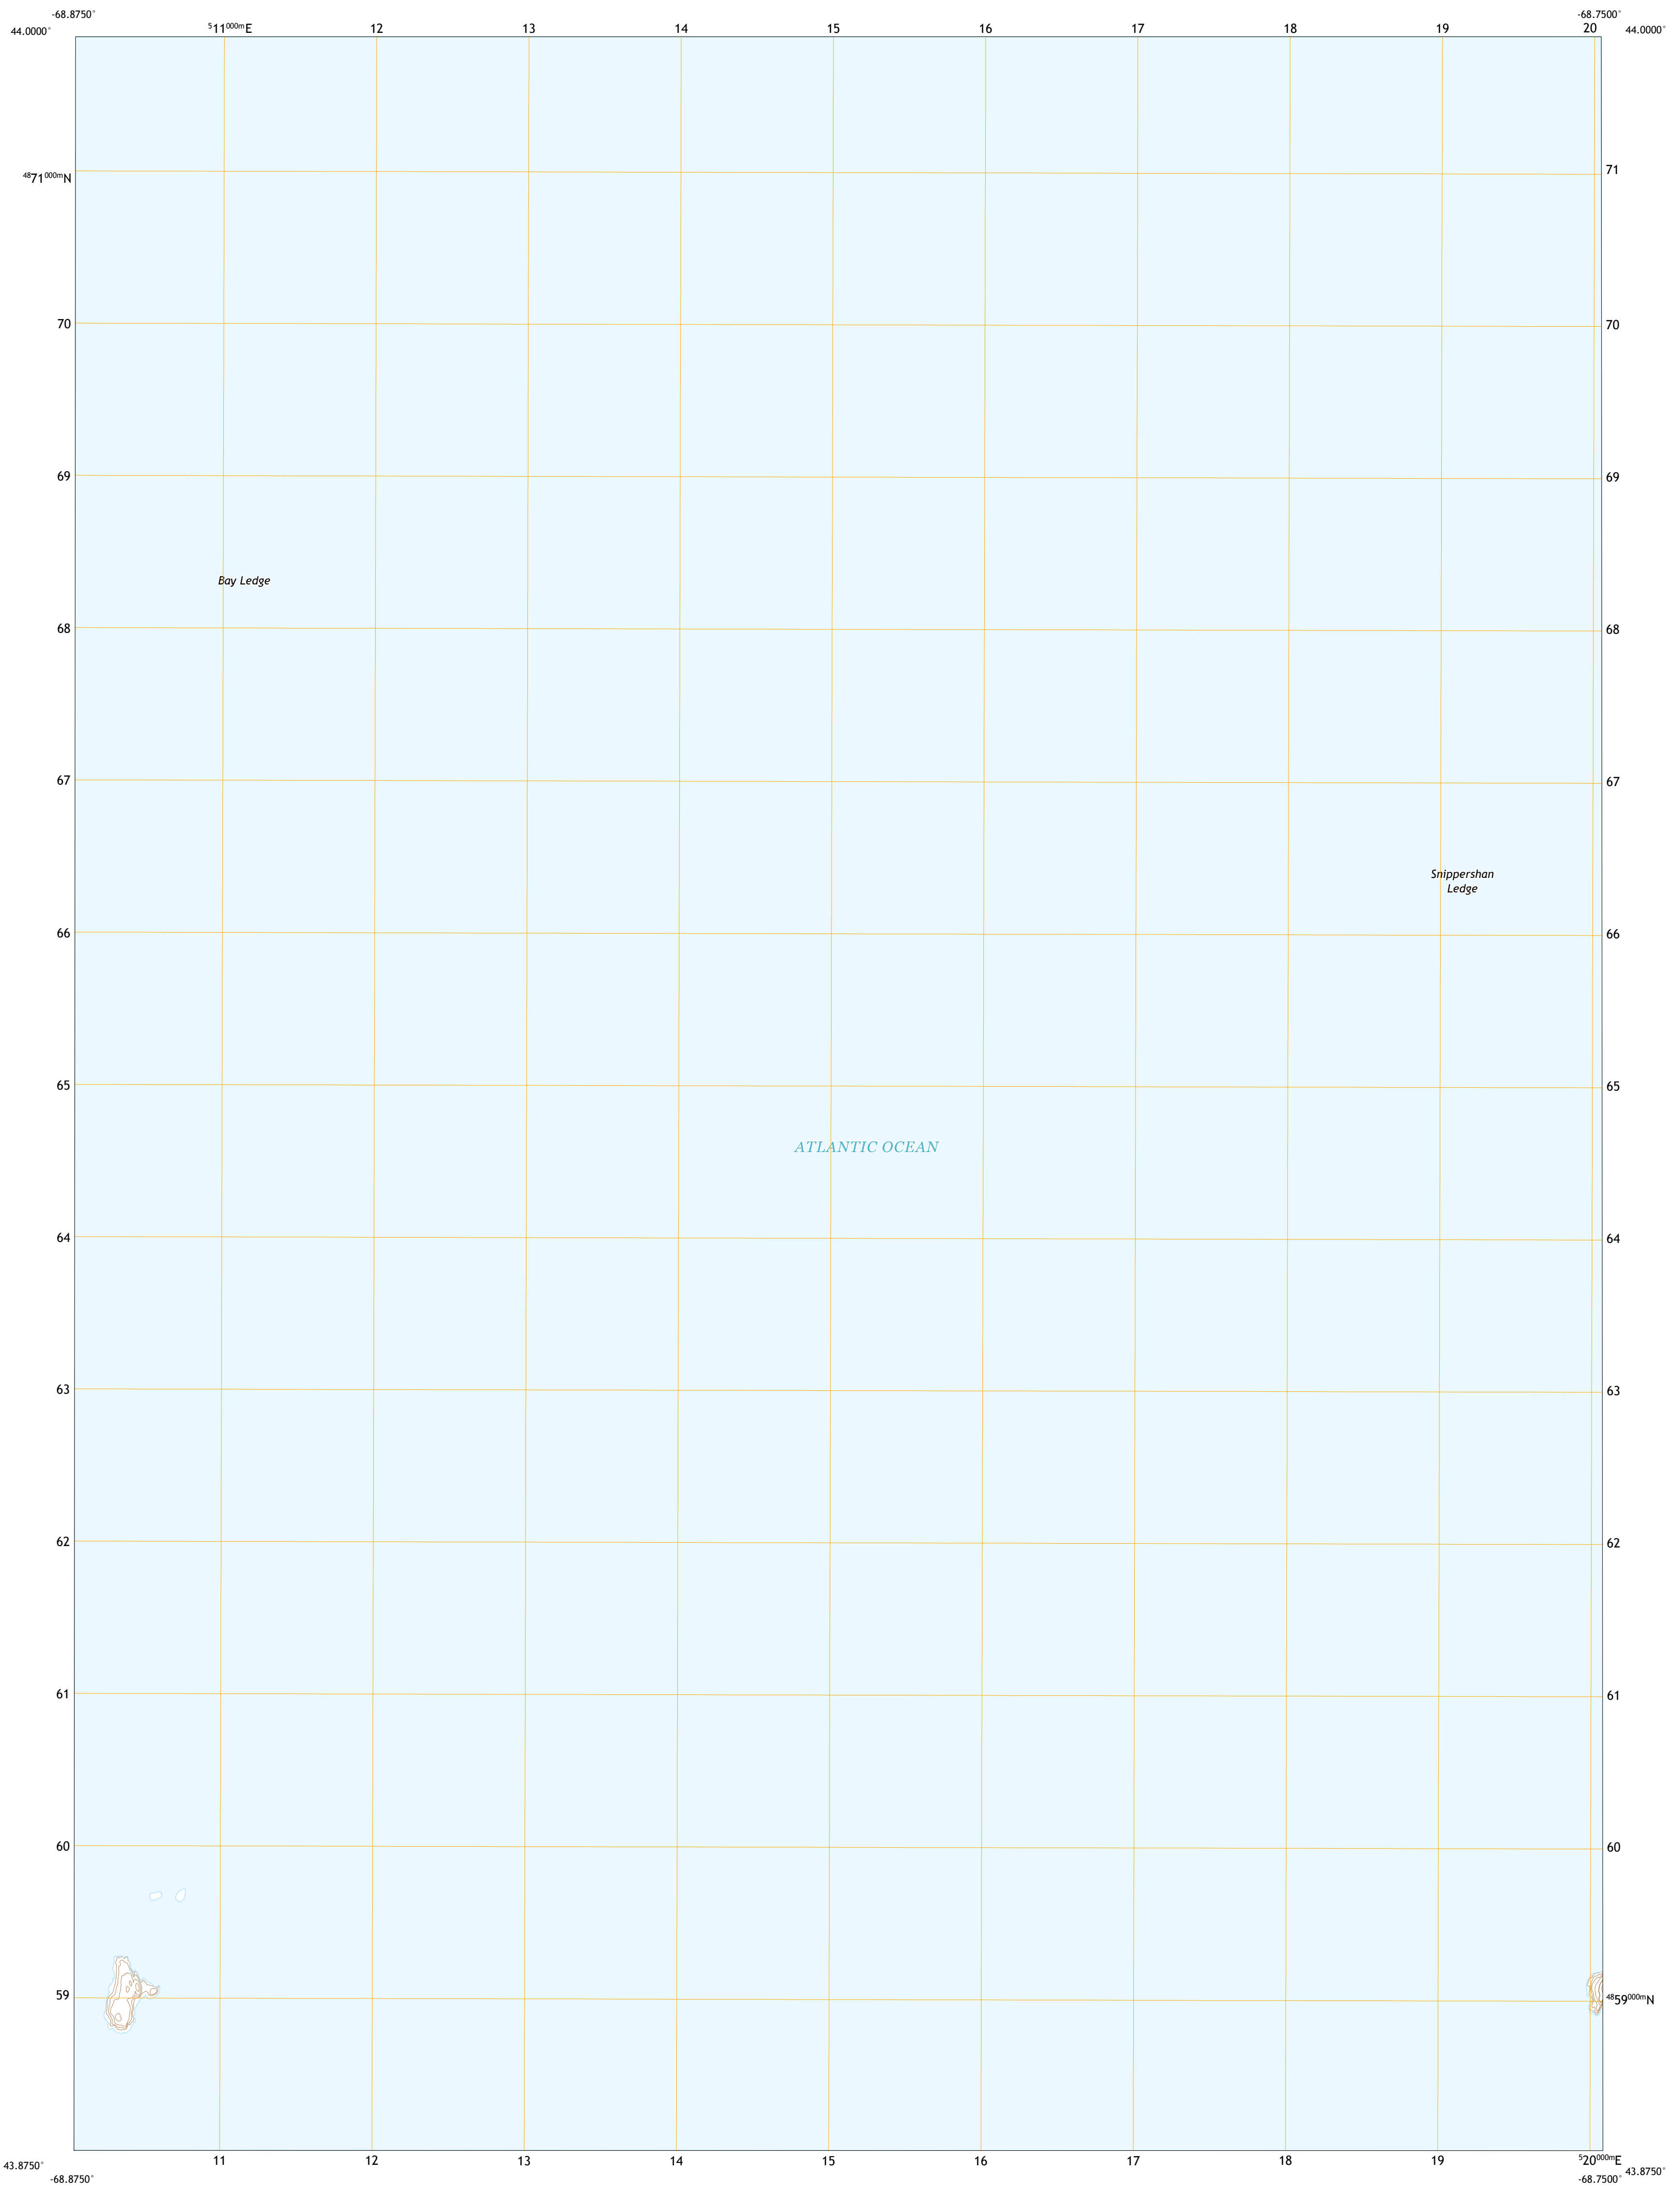 -68.8750° -68.7500°
44.0000° ⁵11⁰⁰⁰ᵐE 12 13 14 15 16 17 18 19 20 44.0000°
⁴⁸71⁰⁰⁰ᵐN 71
70 70
69 69
Bay Ledge
68 68
67 67
Snippershan
Ledge
66 66
65 65
ATLANTIC OCEAN
64 64
63 63
62 62
61 61
60 60
59 ⁴⁸59⁰⁰⁰ᵐN
43.8750° 11 12 13 14 15 16 17 18 19 ⁵20⁰⁰⁰ᵐE 43.8750°
-68.8750° -68.7500°